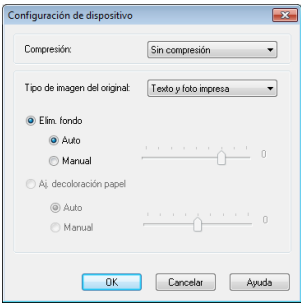 Configuración de dispositivo
Compresión: Sin compresión
Tipo de imagen del original: Texto y foto impresa
Elim. fondo
Auto
Manual 0
Aj. decoloración papel
Auto
Manual 0
OK Cancelar Ayuda